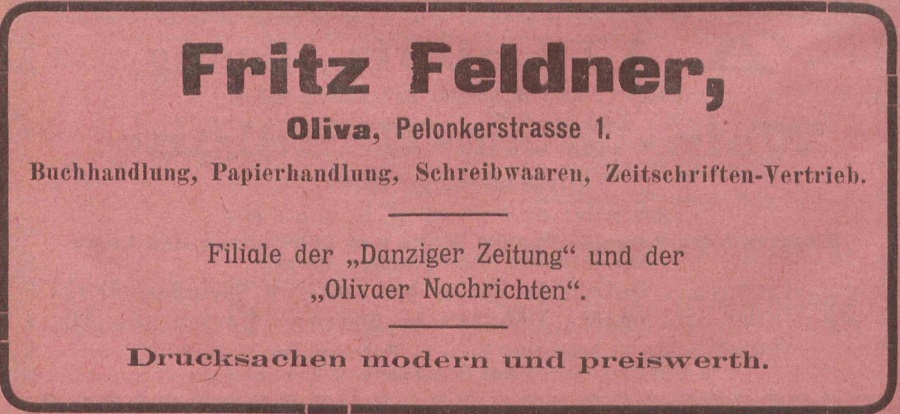 Fritz Feldner,
Oliva, Pelonkerstrasse 1.
Buchhandlung, Papierhandlung, Schreibwaaren, Zeitschriften-Vertrieb.
Filiale der „Danziger Zeitung“ und der
„Olivaer Nachrichten“.
Drucksachen modern und preiswerth.